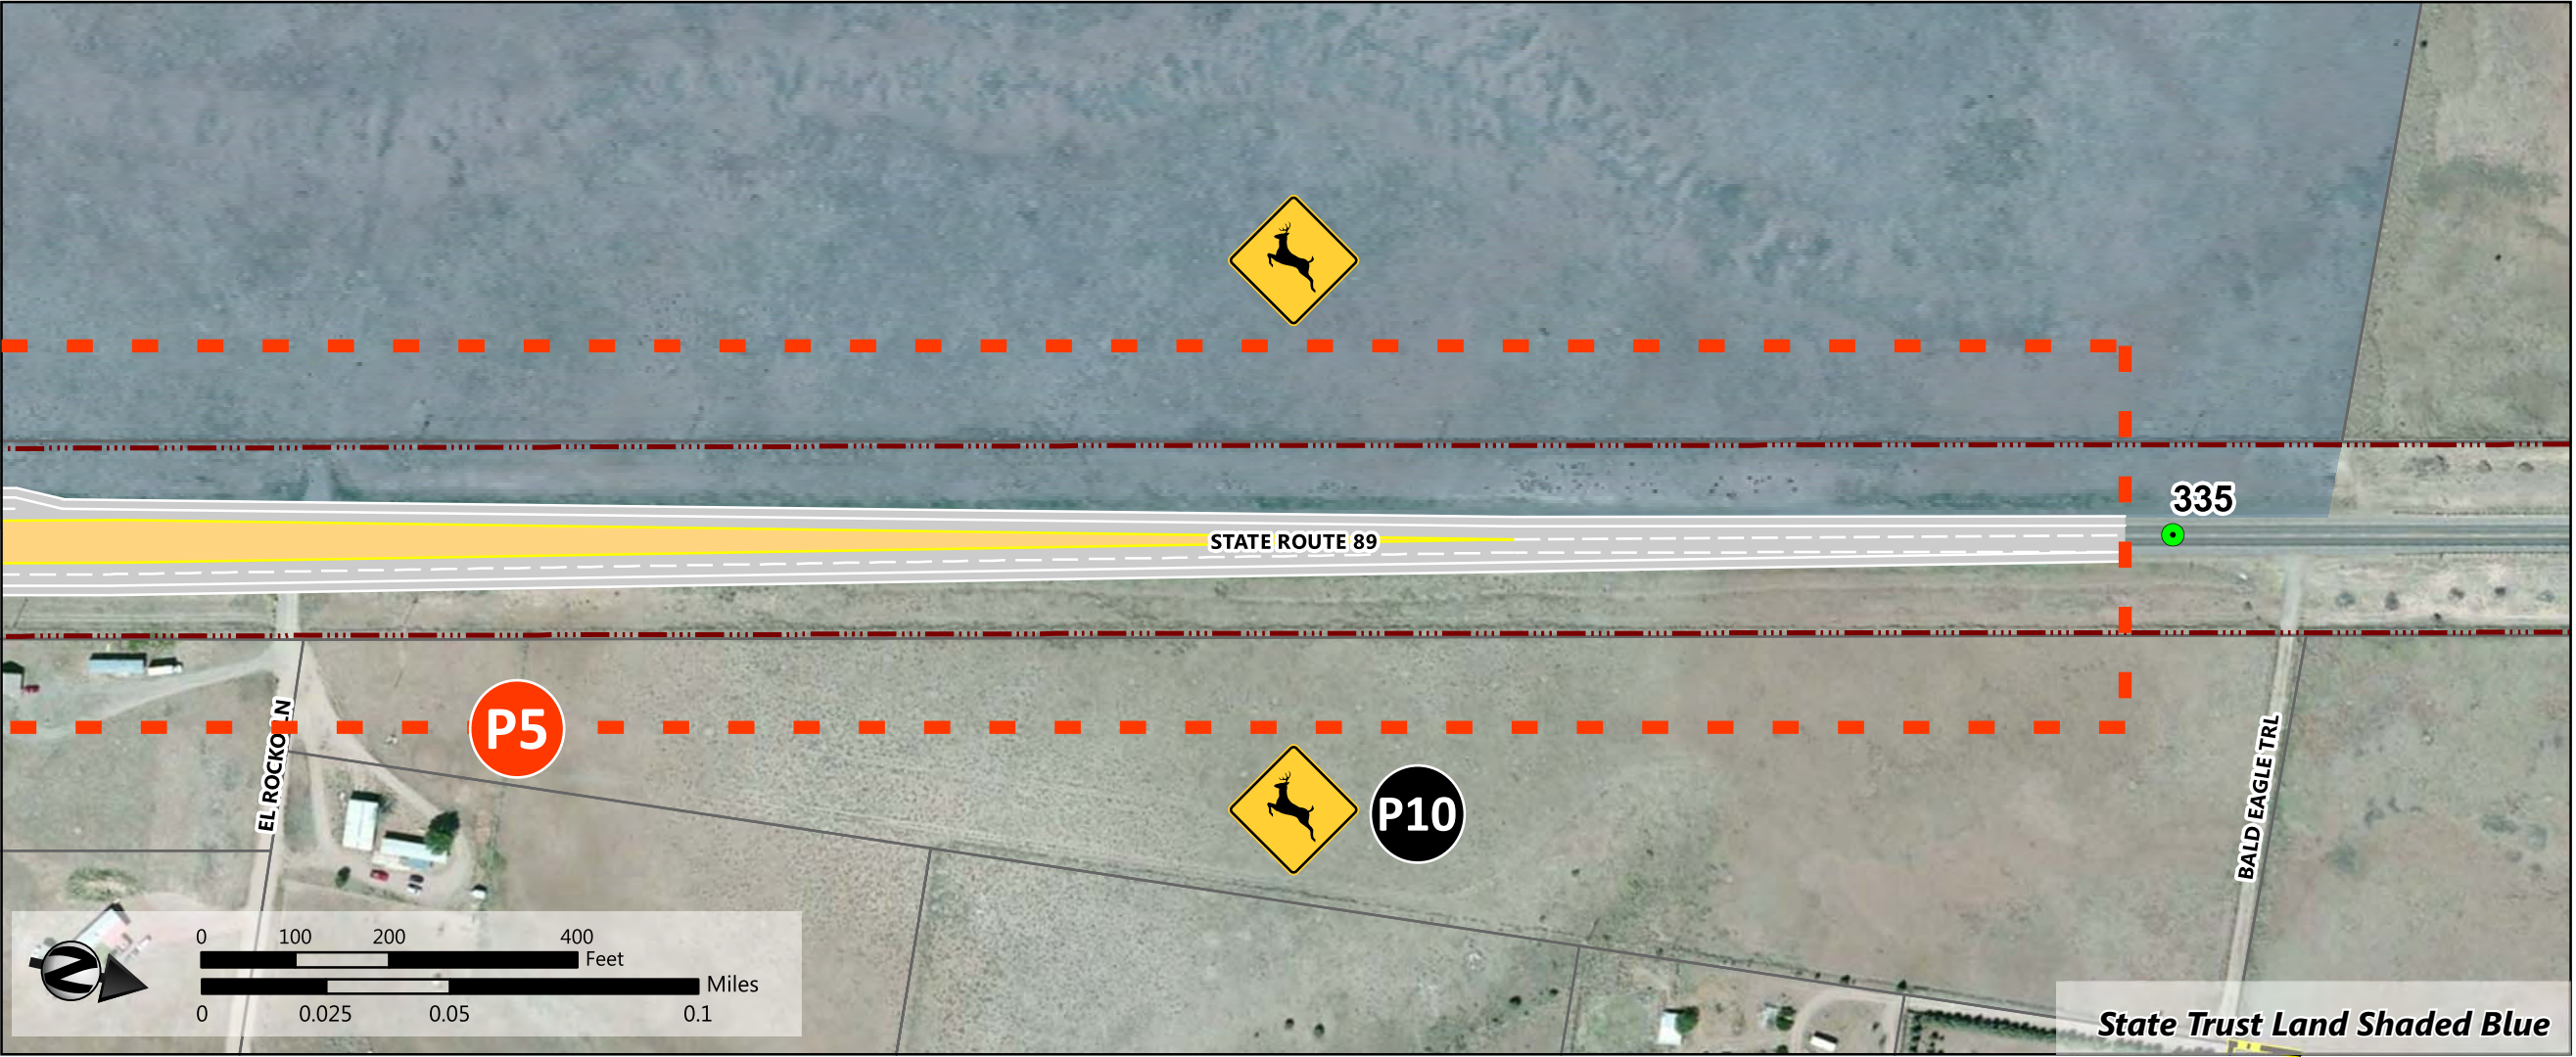 335
STATE ROUTE 89
P5
EL ROCKO LN
P10
BALD EAGLE TRL
0 100 200 400
Feet
Miles
0 0.025 0.05 0.1
N
State Trust Land Shaded Blue